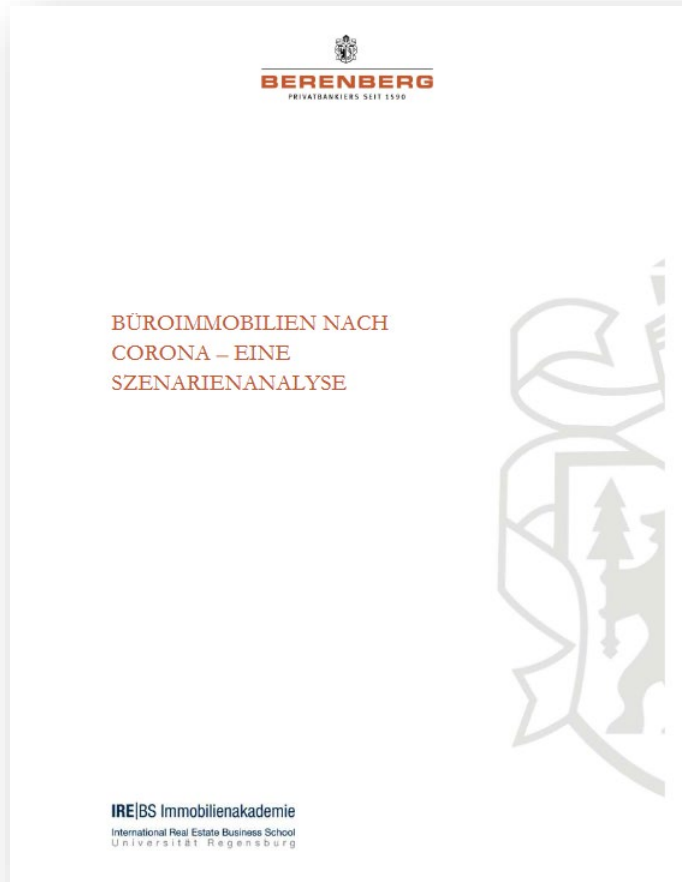 BERENBERG
PRIVATBANKIERS SEIT 1590
BÜROIMMOBILIEN NACH
CORONA – EINE
SZENARIENANALYSE
IRE|BS Immobilienakademie
International Real Estate Business School
Universität Regensburg